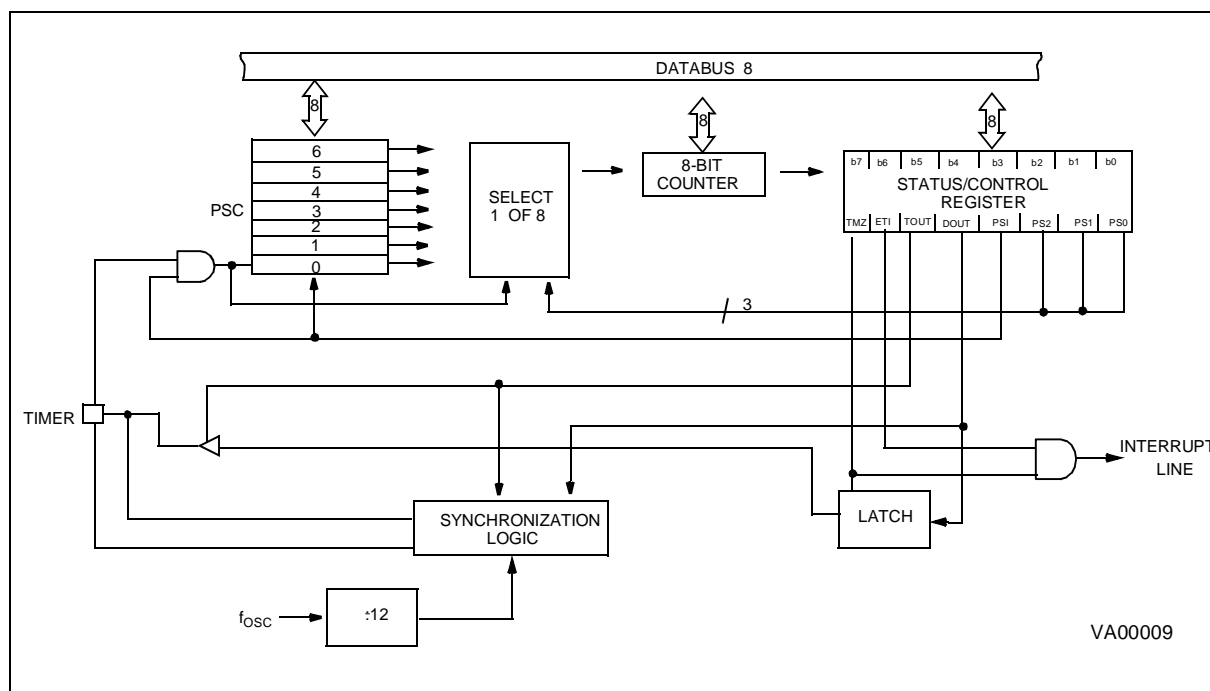 DATABUS 8
8
8
8
6
5
4
3
2
1
0
PSC
SELECT
1 OF 8
8-BIT
COUNTER
b7 b6 b5 b4 b3 b2 b1 b0
STATUS/CONTROL
REGISTER
TMZ ETI TOUT DOUT PSI PS2 PS1 PS0
3
TIMER
INTERRUPT
LINE
SYNCHRONIZATION
LOGIC
LATCH
fOSC
:12
VA00009